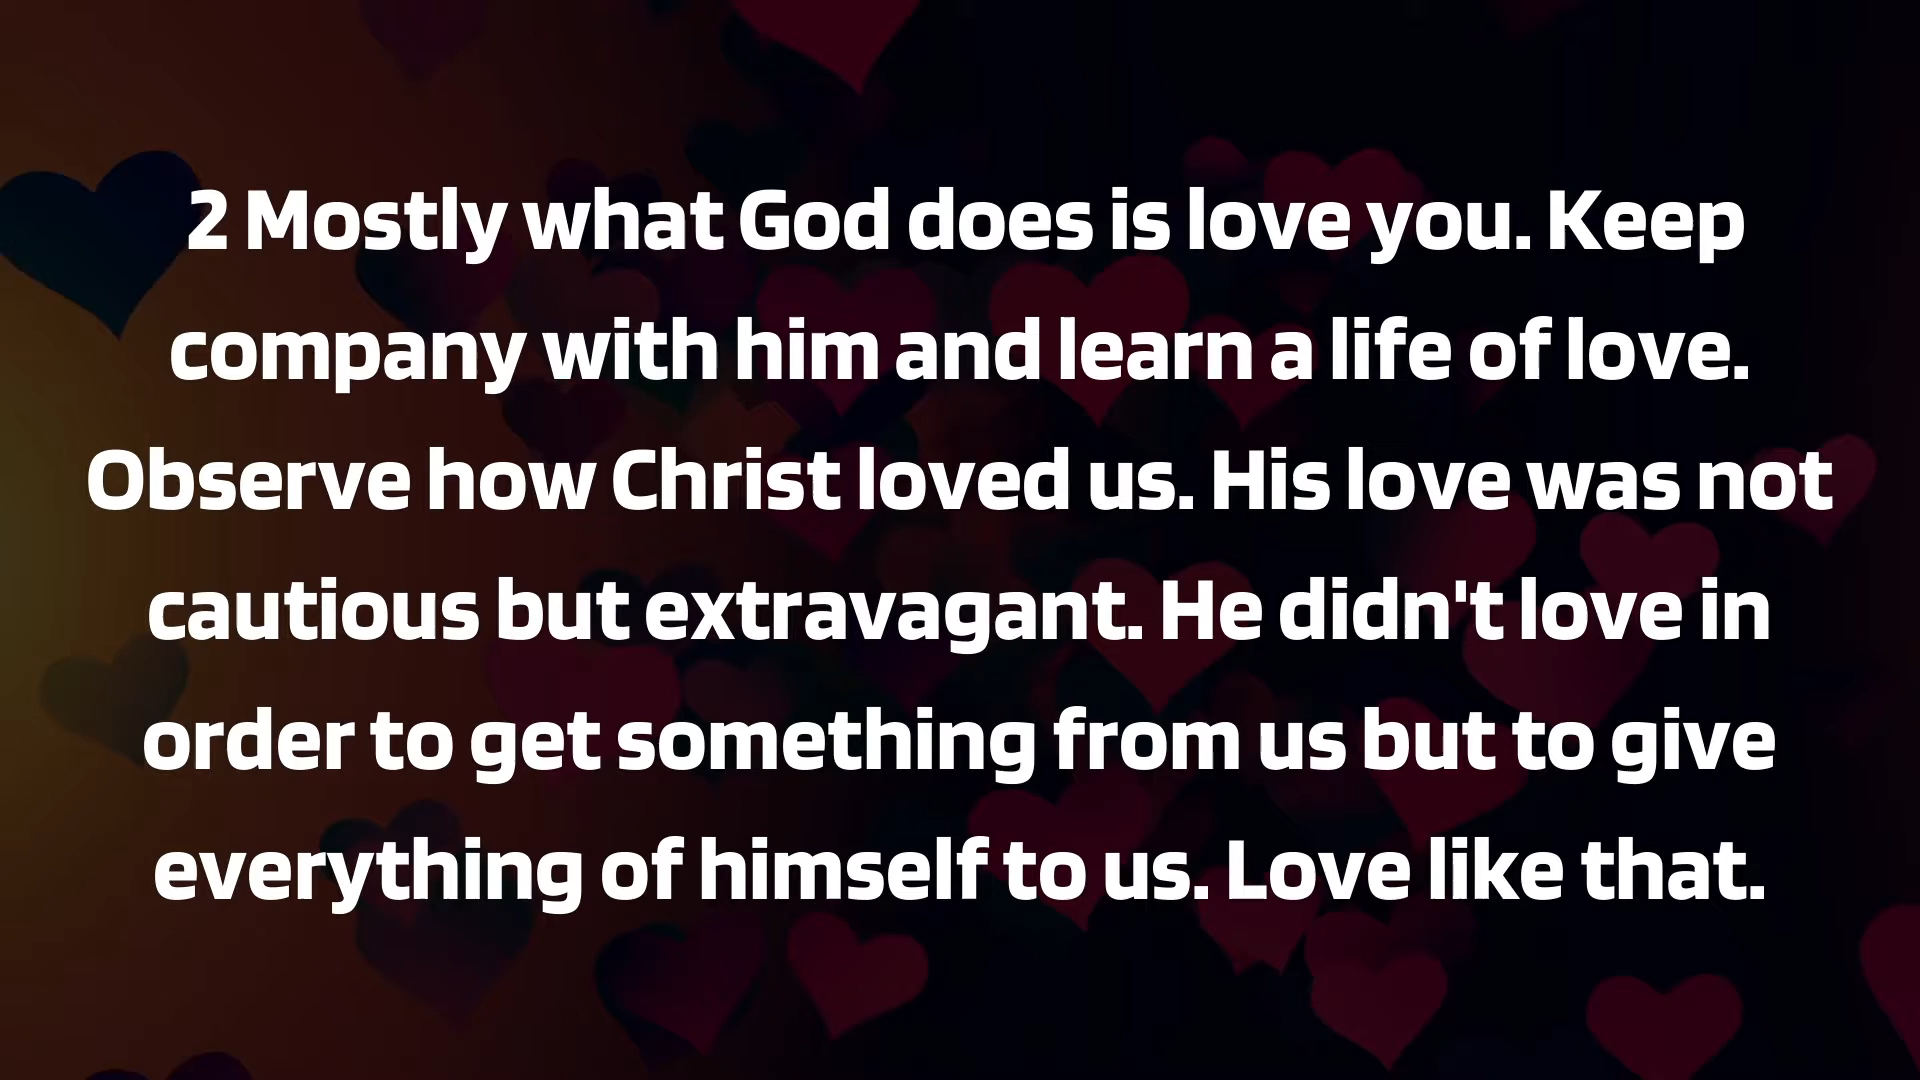 2 Mostly what God does is love you. Keep
company with him and learn a life of love.
Observe how Christ loved us. His love was not
cautious but extravagant. He didn't love in
order to get something from us but to give
everything of himself to us. Love like that.